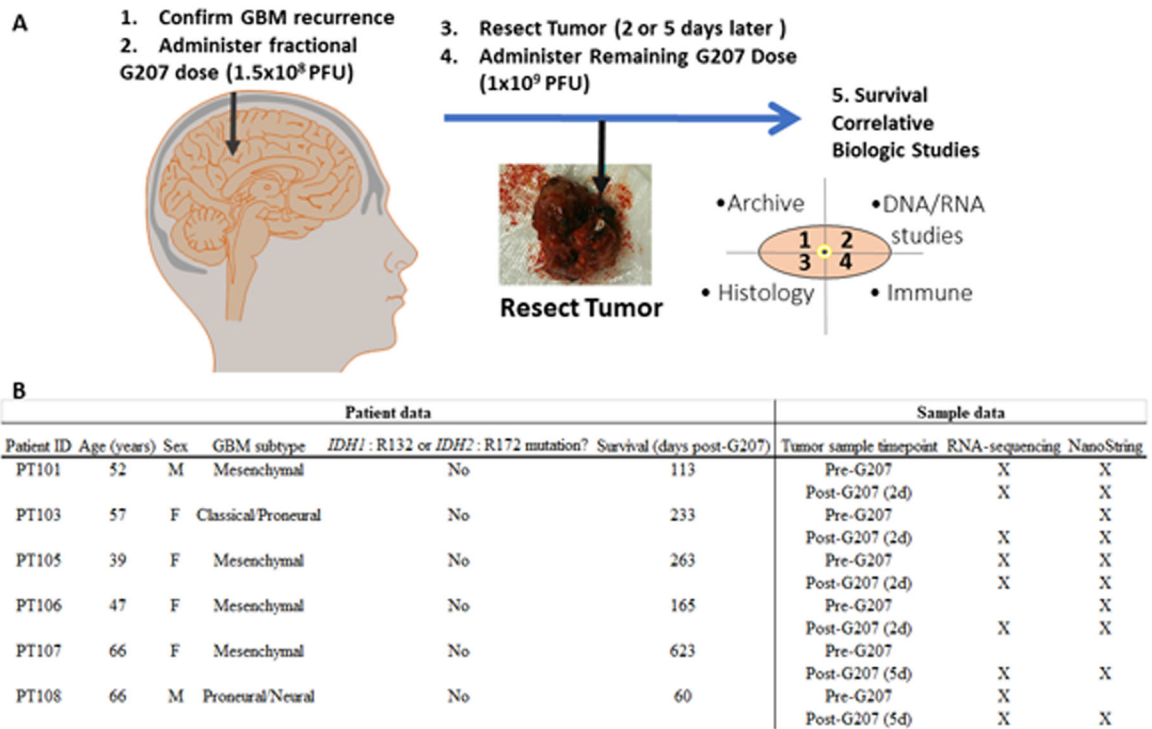 A
1. Confirm GBM recurrence
2. Administer fractional
G207 dose (1.5x10⁸ PFU)
3. Resect Tumor (2 or 5 days later )
4. Administer Remaining G207 Dose
(1x10⁹ PFU)
5. Survival
Correlative
Biologic Studies
•Archive
•DNA/RNA
studies
1 2
3 4
• Histology
• Immune
Resect Tumor
B
Patient data Sample data
Patient ID Age (years) Sex GBM subtype IDH1 : R132 or IDH2 : R172 mutation? Survival (days post-G207) Tumor sample timepoint RNA-sequencing NanoString
PT101 52 M Mesenchymal No 113 Pre-G207 X X
Post-G207 (2d) X X
PT103 57 F Classical/Proneural No 233 Pre-G207 X
Post-G207 (2d) X X
PT105 39 F Mesenchymal No 263 Pre-G207 X X
Post-G207 (2d) X X
PT106 47 F Mesenchymal No 165 Pre-G207 X
Post-G207 (2d) X X
PT107 66 F Mesenchymal No 623 Pre-G207
Post-G207 (5d) X X
PT108 66 M Proneural/Neural No 60 Pre-G207 X
Post-G207 (5d) X X